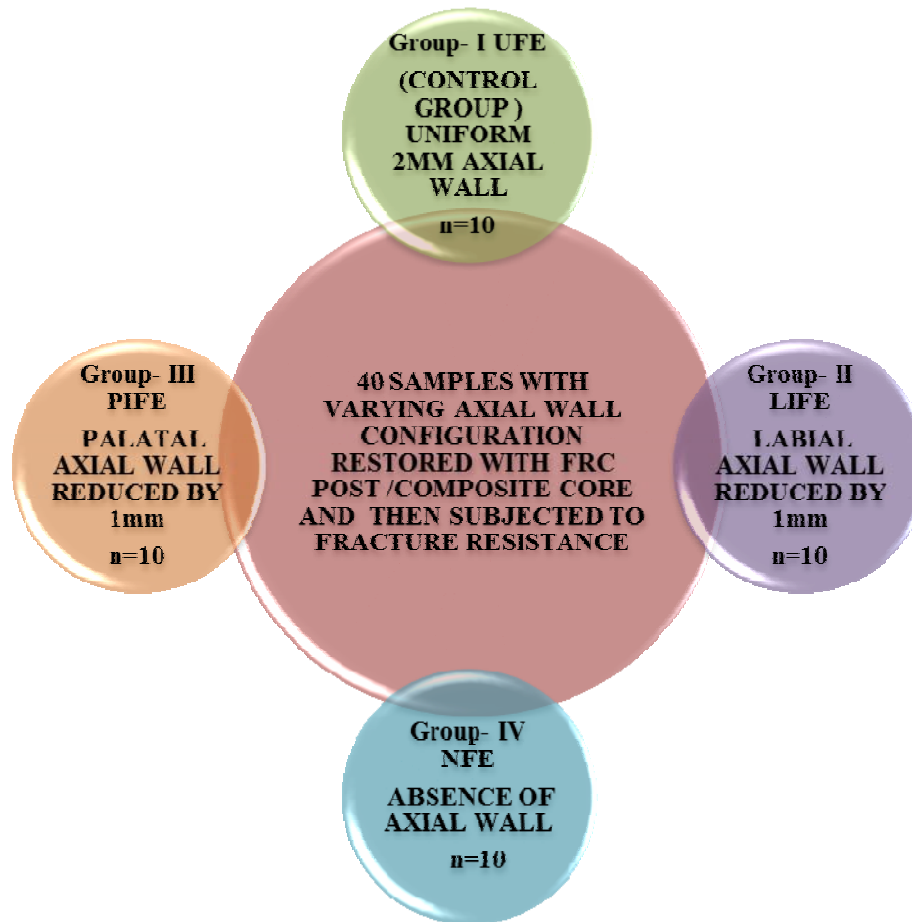 Group- I UFE
(CONTROL
GROUP )
UNIFORM
2MM AXIAL
WALL
n=10
40 SAMPLES WITH
VARYING AXIAL WALL
CONFIGURATION
RESTORED WITH FRC
POST /COMPOSITE CORE
AND THEN SUBJECTED TO
FRACTURE RESISTANCE
Group- II
LIFE
LABIAL
AXIAL WALL
REDUCED BY
1mm
n=10
Group- IV
NFE
ABSENCE OF
AXIAL WALL
n=10
Group- III
PIFE
PALATAL
AXIAL WALL
REDUCED BY
1mm
n=10